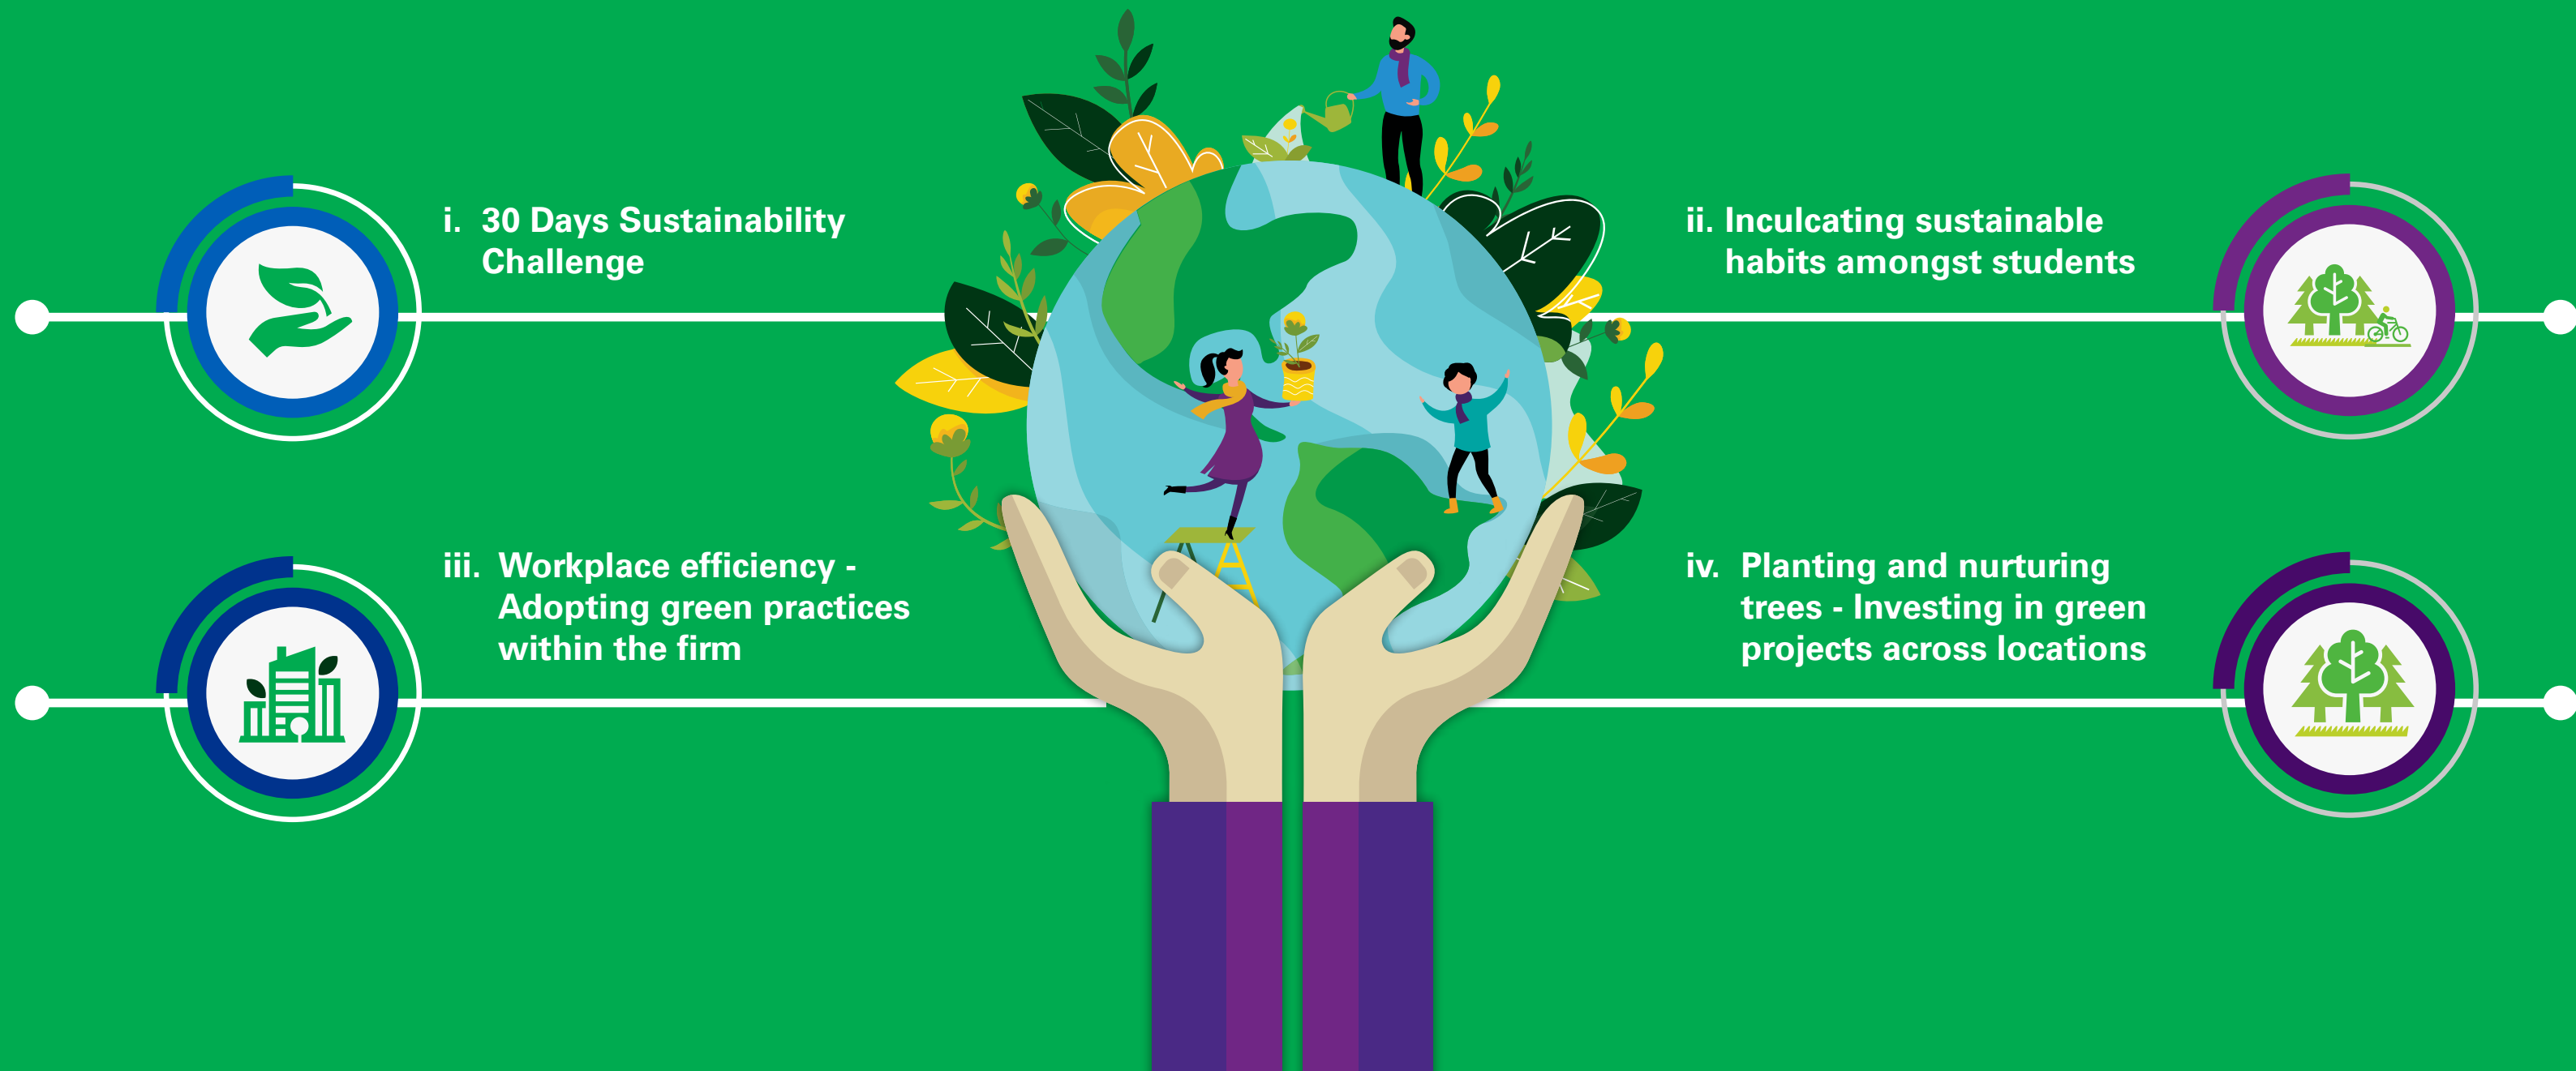 i. 30 Days Sustainability
Challenge
ii. Inculcating sustainable
habits amongst students
iii. Workplace efficiency -
Adopting green practices
within the firm
iv. Planting and nurturing
trees - Investing in green
projects across locations